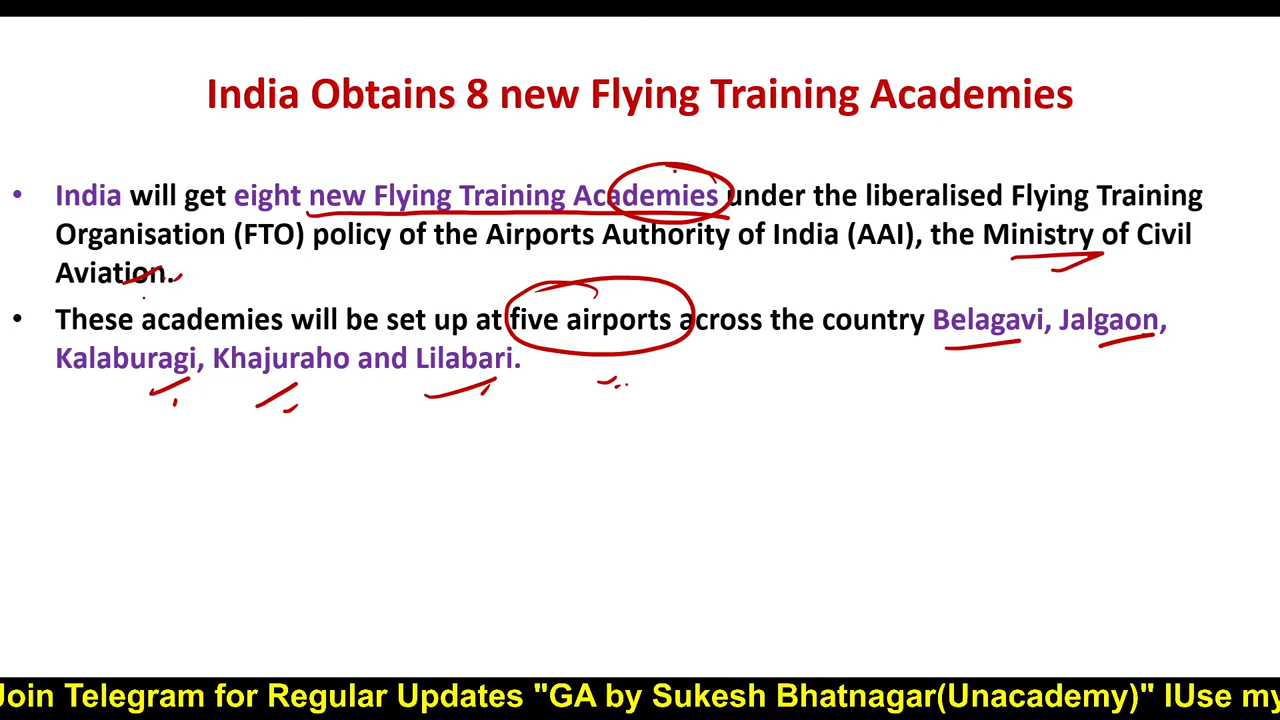 India Obtains 8 new Flying Training Academies
• India will get eight new Flying Training Academies under the liberalised Flying Training
Organisation (FTO) policy of the Airports Authority of India (AAI), the Ministry of Civil
Aviation.
• These academies will be set up at five airports across the country Belagavi, Jalgaon,
Kalaburagi, Khajuraho and Lilabari.
Join Telegram for Regular Updates "GA by Sukesh Bhatnagar(Unacademy)" IUse my